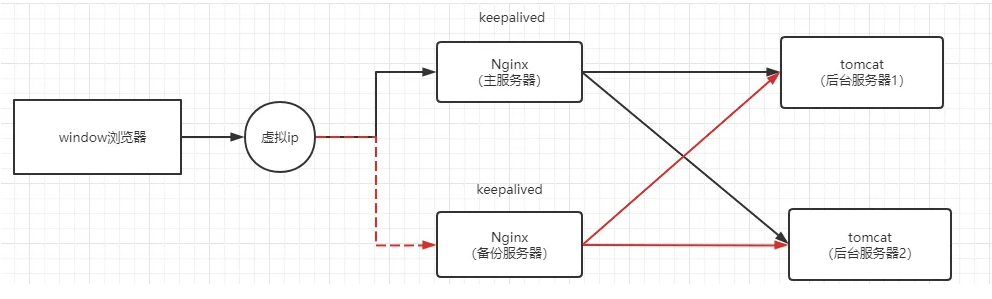 keepalived
Nginx
(主服务器)
tomcat
(后台服务器1)
window浏览器
虚拟ip
keepalived
Nginx
(备份服务器)
tomcat
(后台服务器2)